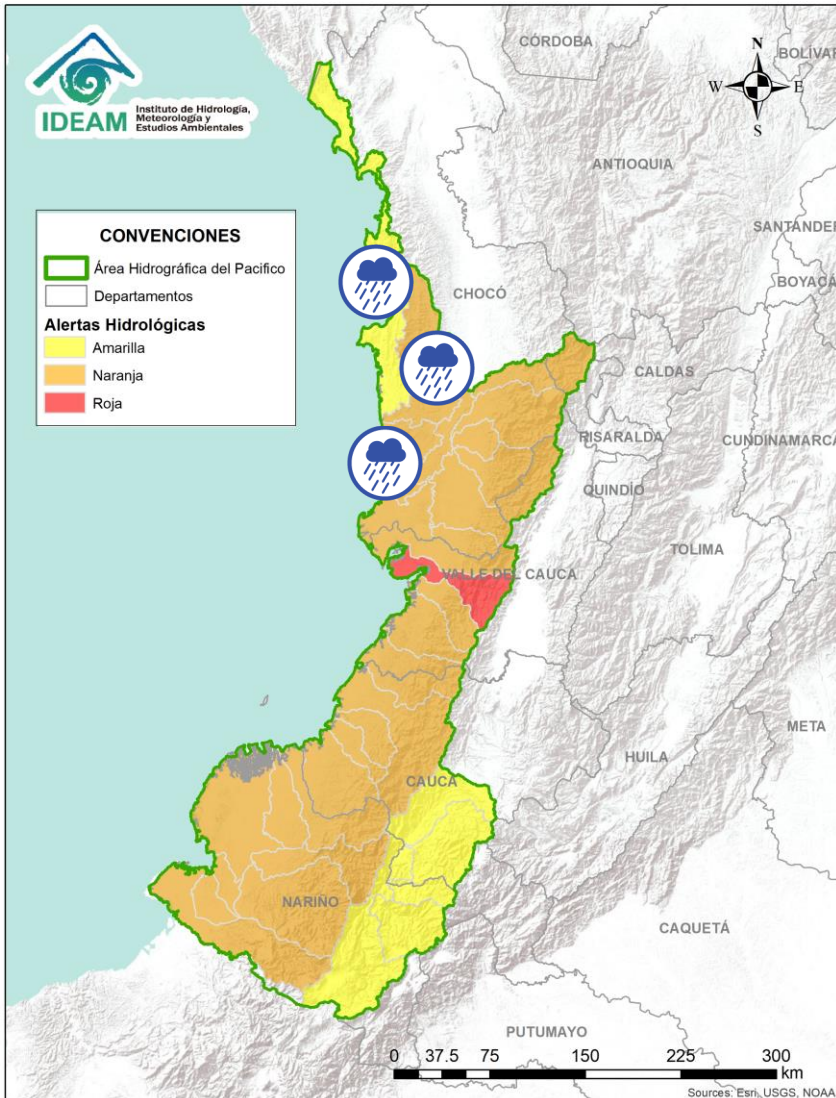 IDEAM
Instituto de Hidrología,
Meteorología y
Estudios Ambientales
CÓRDOBA
BOLÍVAR
N
W
E
S
ANTIOQUIA
SANTANDER
BOYACÁ
CONVENCIONES
Área Hidrográfica del Pacifico
Departamentos
Alertas Hidrológicas
Amarilla
Naranja
Roja
CHOCÓ
CALDAS
RISARALDA
CUNDINAMARCA
QUINDÍO
TOLIMA
VALLE DEL CAUCA
META
HUILA
CAUCA
NARIÑO
CAQUETÁ
PUTUMAYO
0 37.5 75 150 225 300
km
Sources: Esri, USGS, NOAA